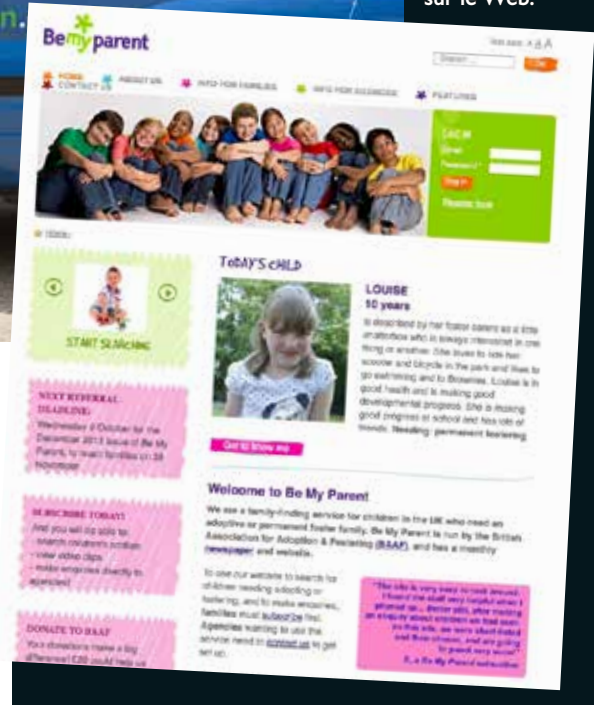 sur le Web.
n.
Be my parent
Text size: A A A
Search ...
HOME
ABOUT US
INFO FOR FAMILIES
INFO FOR AGENCIES
FEATURES
CONTACT US
LOG IN
Email
Password
Register now
TODAY'S CHILD
LOUISE
10 years
is described by her foster carers as a little
chatterbox who is always interested in one
thing or another. She loves to ride her
scooter and bicycle in the park and likes to
go swimming and to Brownies. Louise is in
good health and is making good
developmental progress. She is making
good progress at school and has lots of
friends. Needing: permanent fostering
Get to know me
START SEARCHING
NEXT REFERRAL
DEADLINE:
Wednesday 9 October for the
December 2013 issue of Be My
Parent, to reach families on
November
SUBSCRIBE TODAY!
And you will be able to:
- search children's profiles
- view video clips
- make enquiries directly to
agencies!
DONATE TO BAAF
Your donations make a big
difference! £20 could help us
Welcome to Be My Parent
We are a family-finding service for children in the UK who need an
adoptive or permanent foster family. Be My Parent is run by the British
Association for Adoption & Fostering (BAAF), and has a monthly
newspaper and website.
To use our website to search for
children needing adopting or
fostering, and to make enquiries,
families must subscribe first.
Agencies wanting to use the
service need to contact us to get
set up.
"The site is very easy to look around.
I found the staff very helpful when I
phoned up... Better still, after making
an enquiry about children we had seen
on this site, we were short-listed
and then chosen, and are going
to panel very soon!"
S, a Be My Parent subscriber